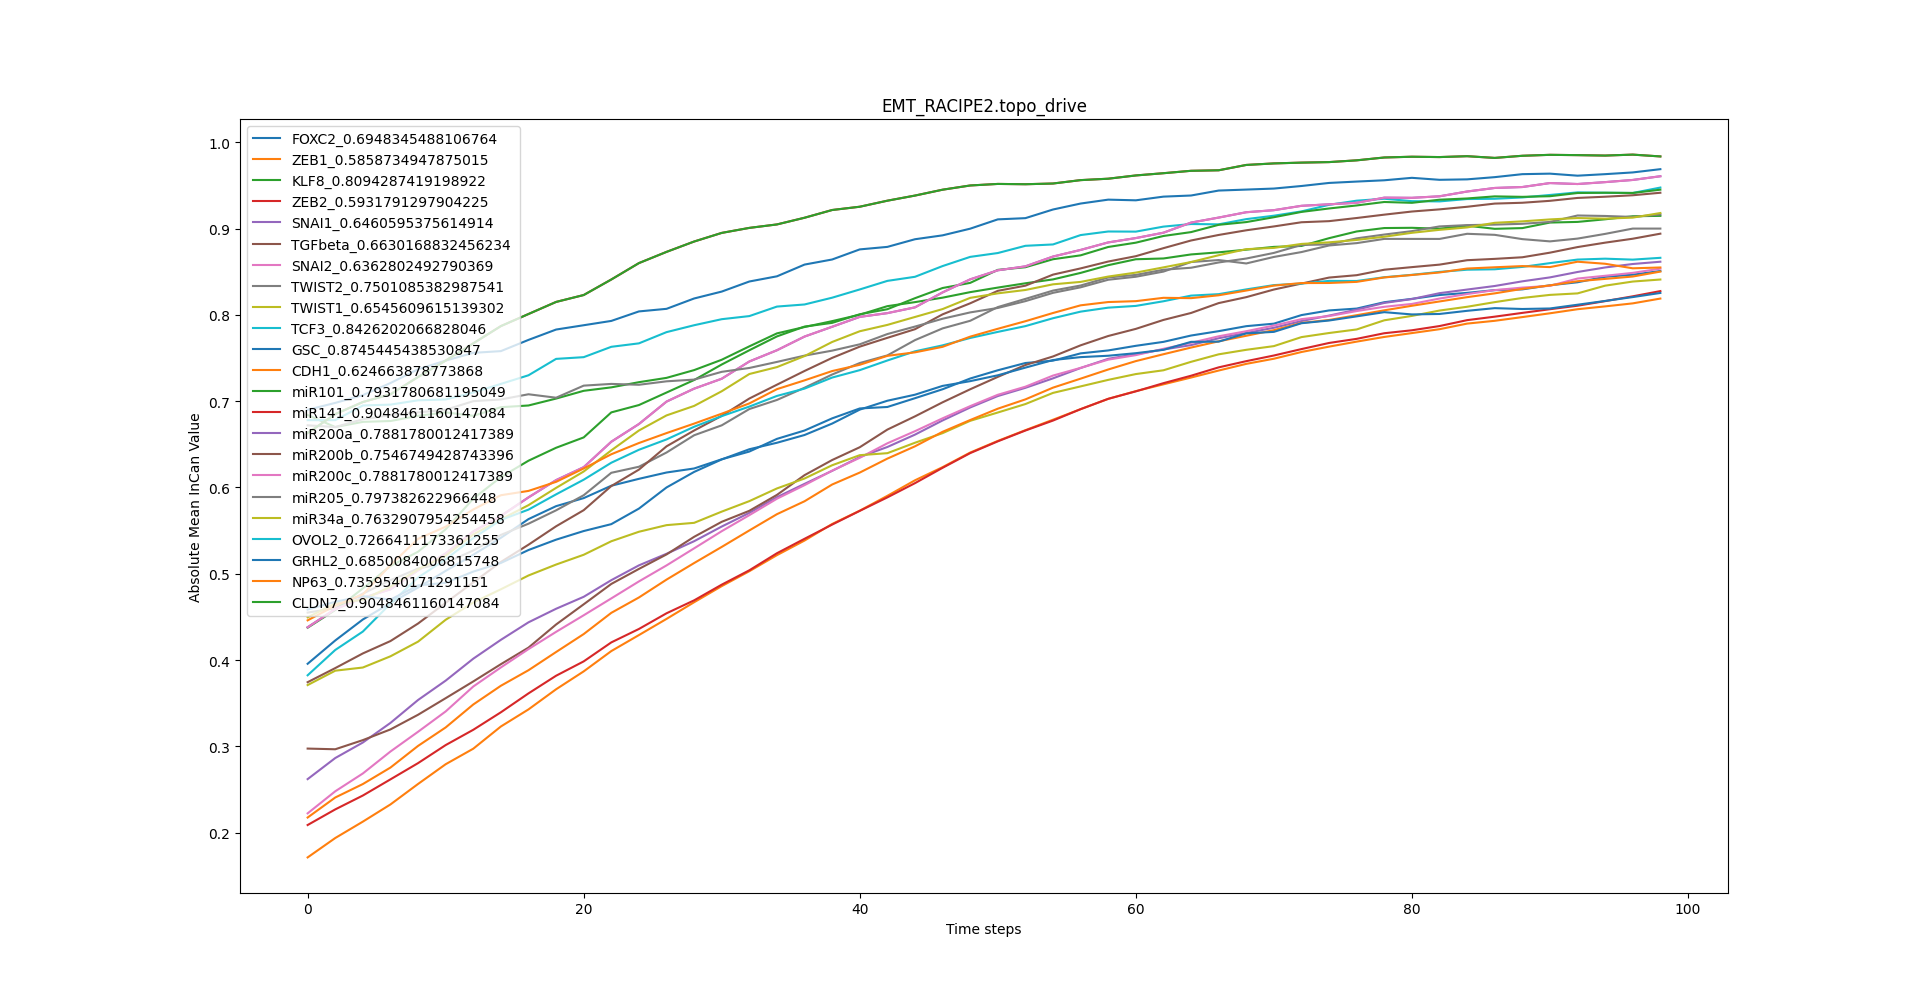 EMT_RACIPE2.topo_drive
1.0
0.9
0.8
0.7
0.6
0.5
0.4
0.3
0.2
Absolute Mean InCan Value
FOXC2_0.6948345488106764
ZEB1_0.5858734947875015
KLF8_0.8094287419198922
ZEB2_0.5931791297904225
SNAI1_0.6460595375614914
TGFbeta_0.6630168832456234
SNAI2_0.6362802492790369
TWIST2_0.7501085382987541
TWIST1_0.6545609615139302
TCF3_0.8426202066828046
GSC_0.8745445438530847
CDH1_0.624663878773868
miR101_0.7931780681195049
miR141_0.9048461160147084
miR200a_0.7881780012417389
miR200b_0.7546749428743396
miR200c_0.7881780012417389
miR205_0.797382622966448
miR34a_0.7632907954254458
OVOL2_0.7266411173361255
GRHL2_0.6850084006815748
NP63_0.7359540171291151
CLDN7_0.9048461160147084
0 20 40 60 80 100
Time steps